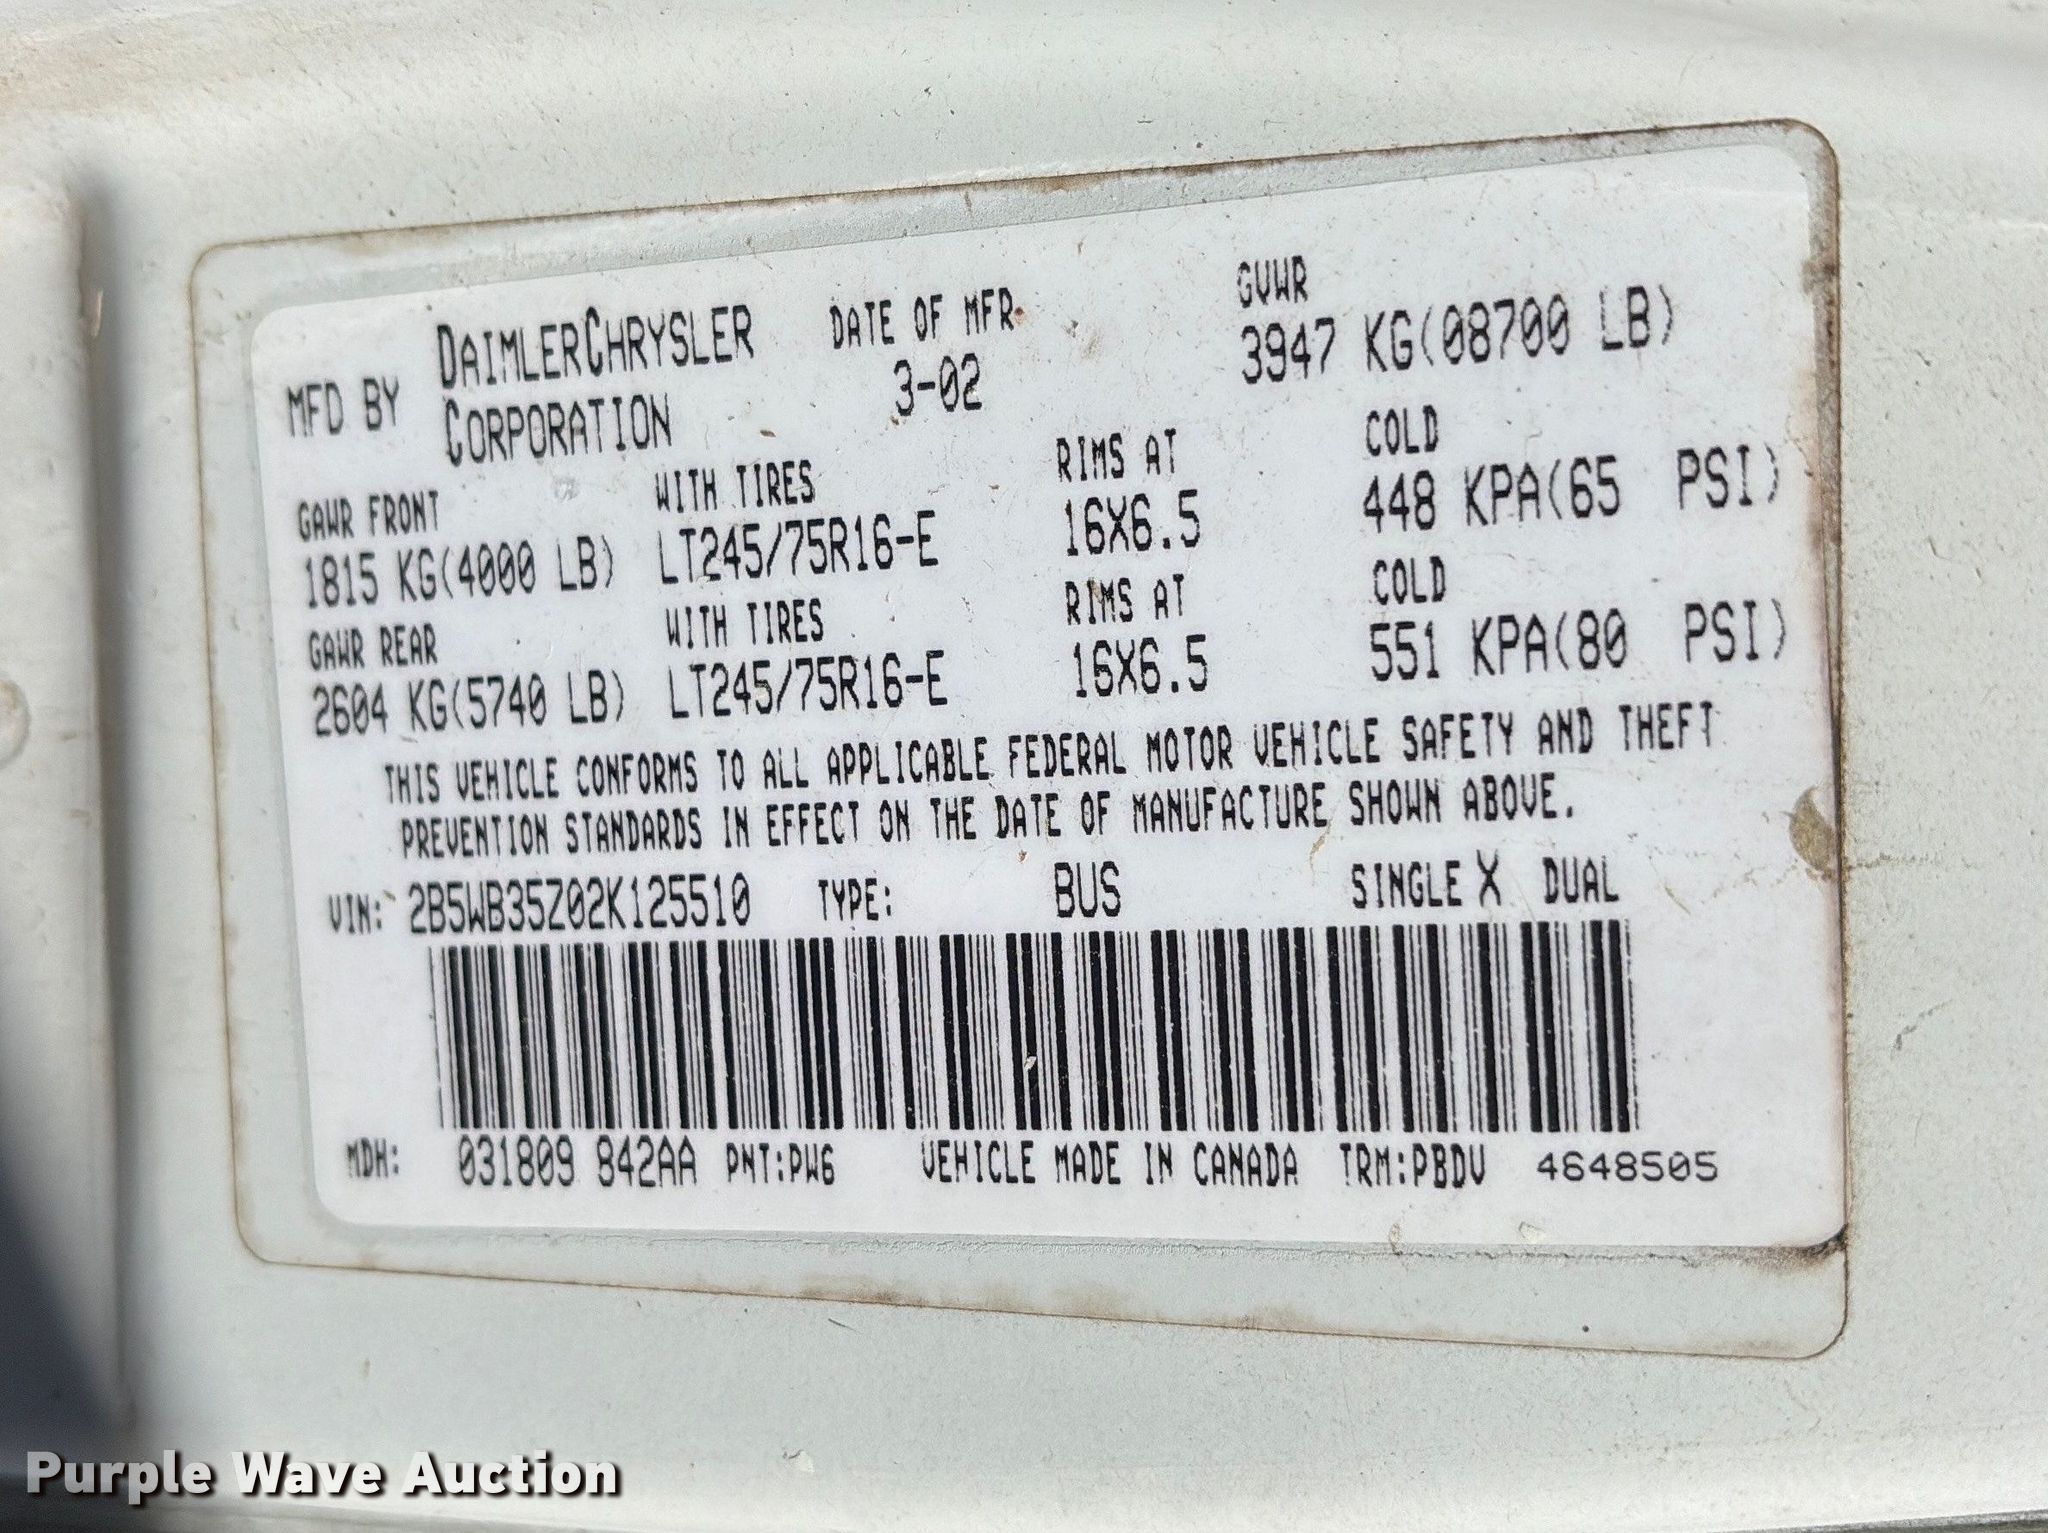 MFD BY DAIMLERCHRYSLER CORPORATION DATE OF MFR. 3-02 GVWR 3947 KG(08700 LB)
GAWR FRONT WITH TIRES RIMS AT COLD
1815 KG(4000 LB) LT245/75R16-E 16X6.5 448 KPA(65 PSI)
GAWR REAR WITH TIRES RIMS AT COLD
2604 KG(5740 LB) LT245/75R16-E 16X6.5 551 KPA(80 PSI)
THIS VEHICLE CONFORMS TO ALL APPLICABLE FEDERAL MOTOR VEHICLE SAFETY AND THEFT
PREVENTION STANDARDS IN EFFECT ON THE DATE OF MANUFACTURE SHOWN ABOVE.
VIN: 2B5WB35Z02K125510 TYPE: BUS SINGLE X DUAL
MDH: 031809 842AA PNT:PW6 VEHICLE MADE IN CANADA TRM:PBDV 4648505
Purple Wave Auction